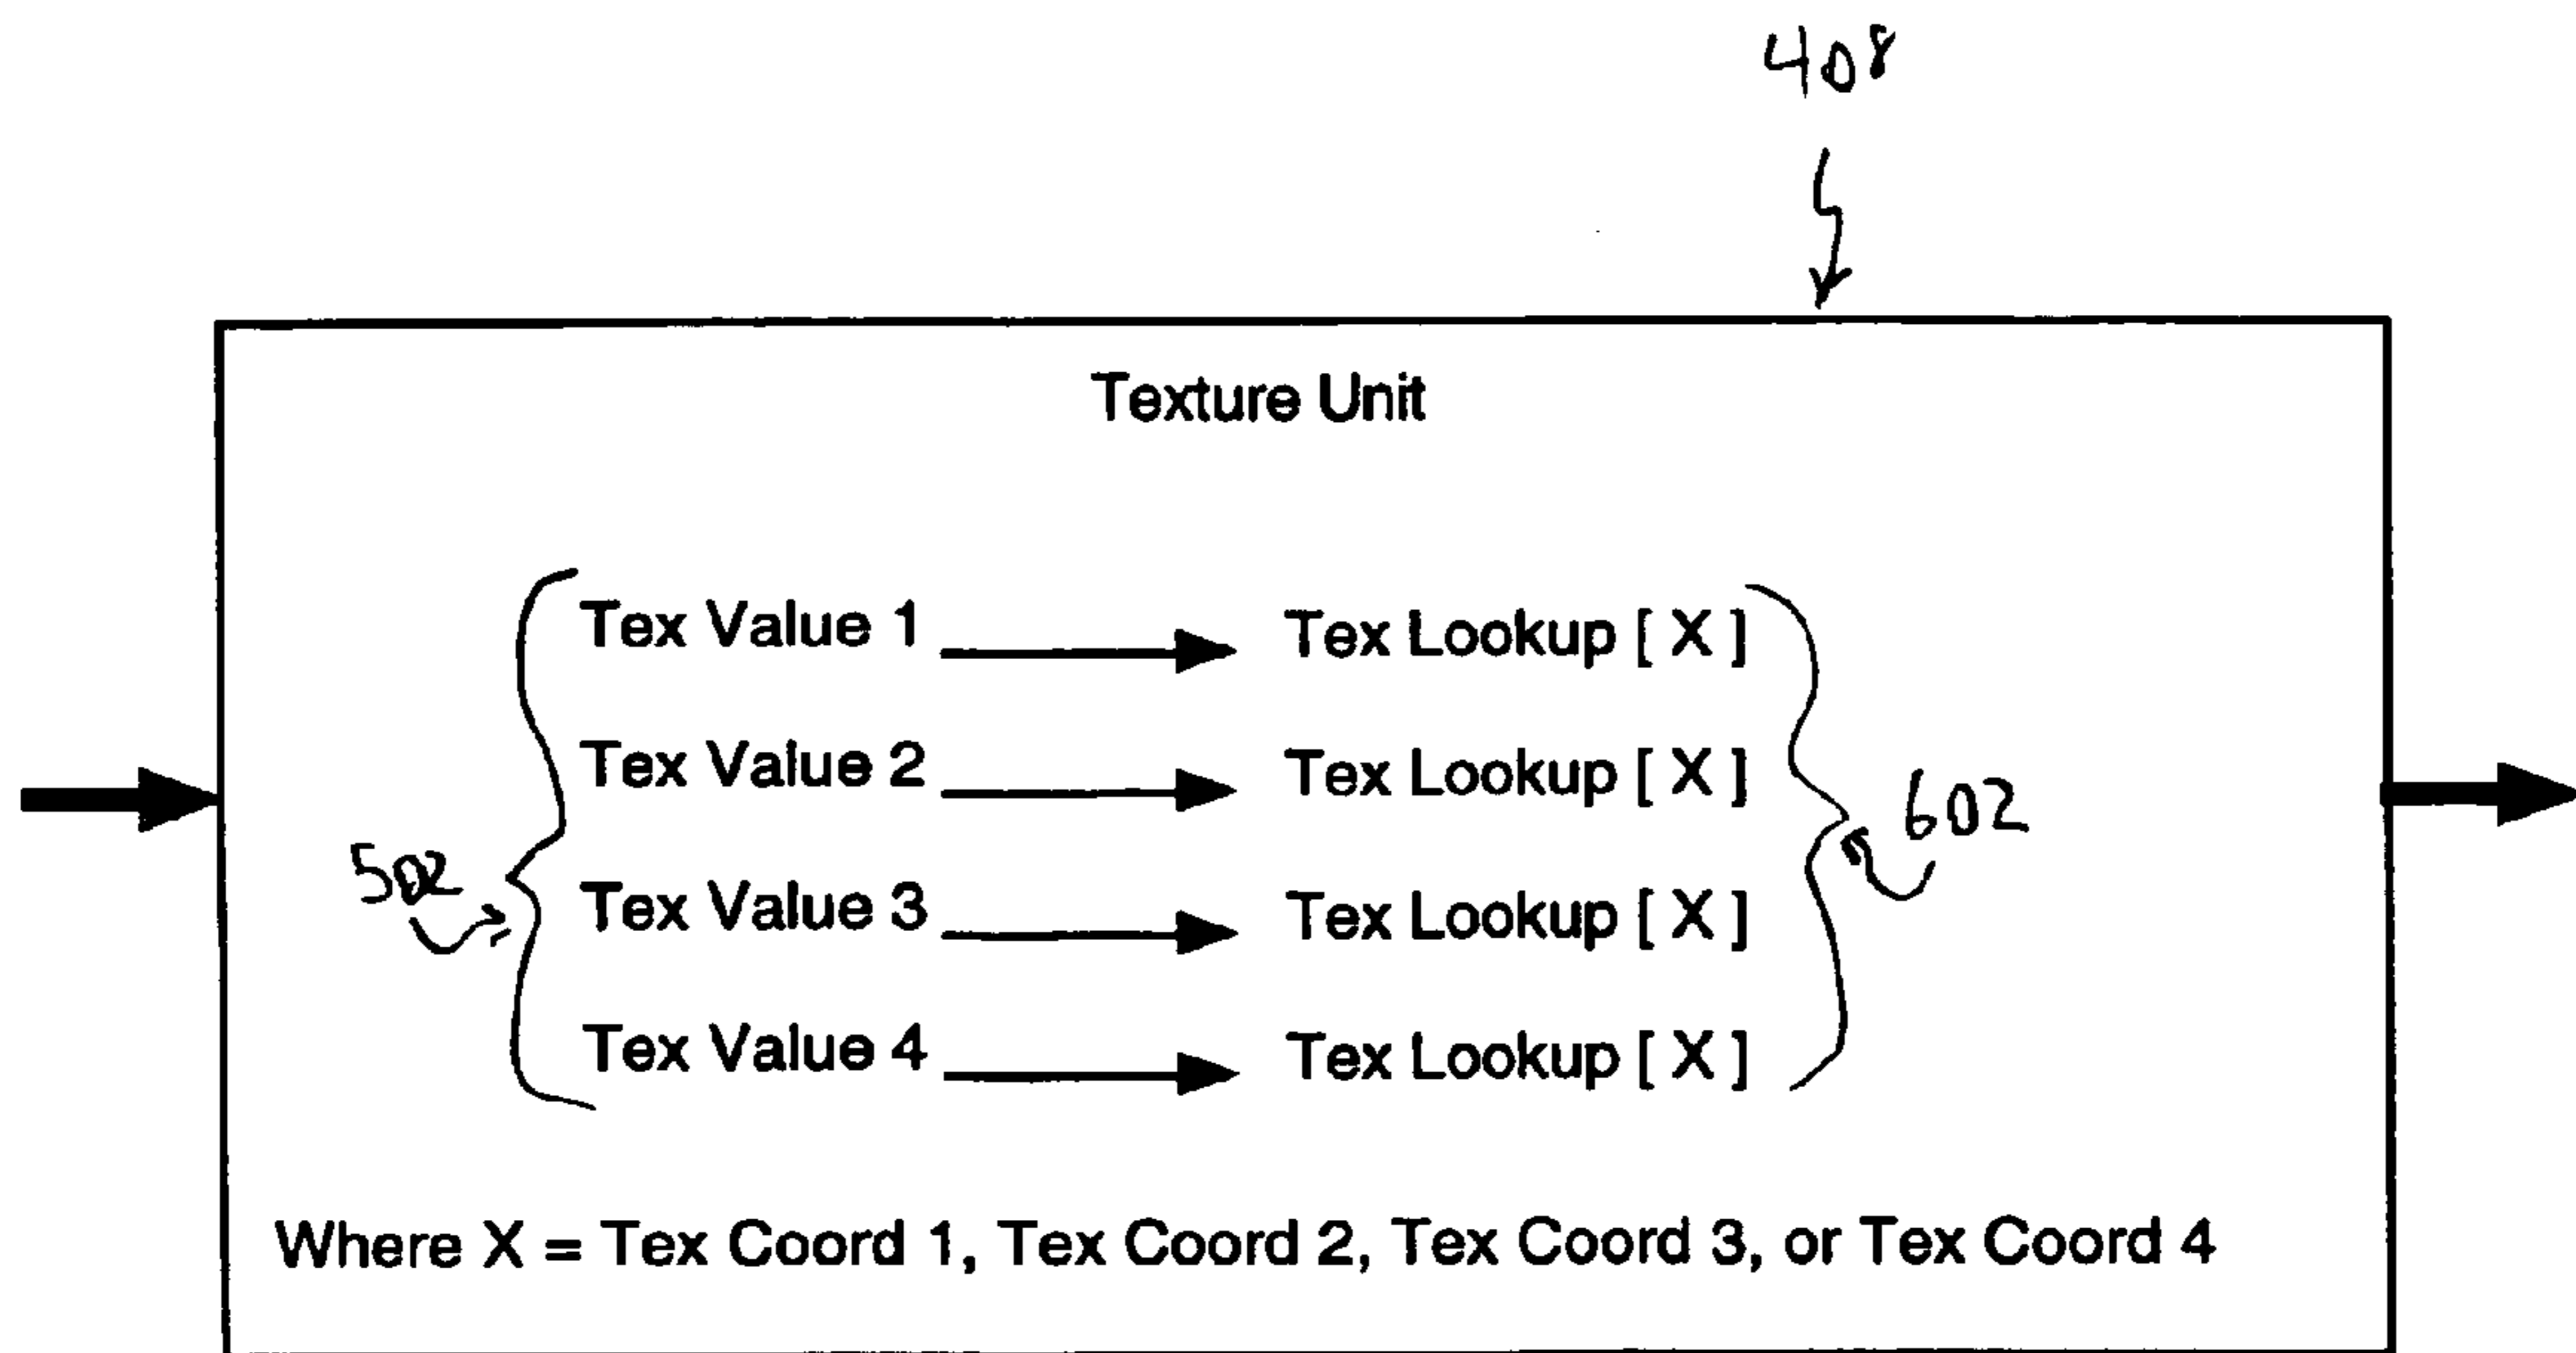 408
Texture Unit
Tex Value 1 Tex Lookup [ X ]
Tex Value 2 Tex Lookup [ X ]
602
502
Tex Value 3 Tex Lookup [ X ]
Tex Value 4 Tex Lookup [ X ]
Where X = Tex Coord 1, Tex Coord 2, Tex Coord 3, or Tex Coord 4